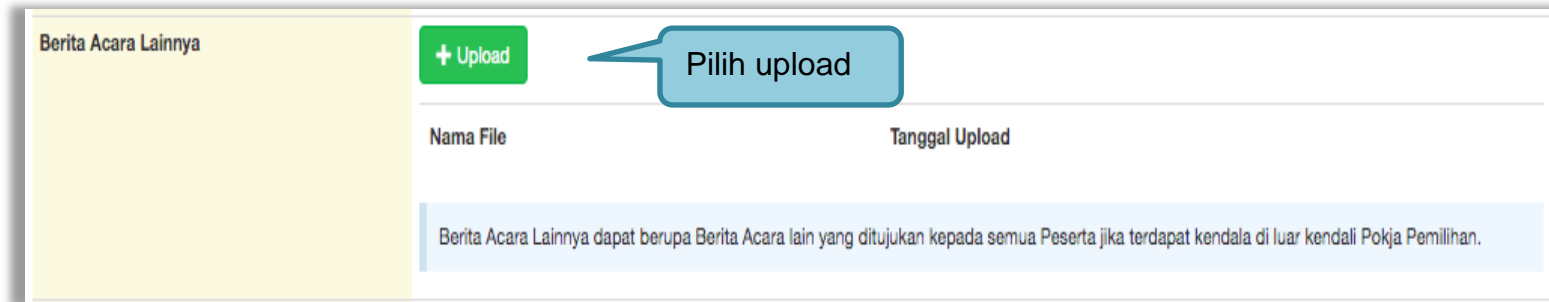 Berita Acara Lainnya
+ Upload
Pilih upload
Nama File
Tanggal Upload
Berita Acara Lainnya dapat berupa Berita Acara lain yang ditujukan kepada semua Peserta jika terdapat kendala di luar kendali Pokja Pemilihan.